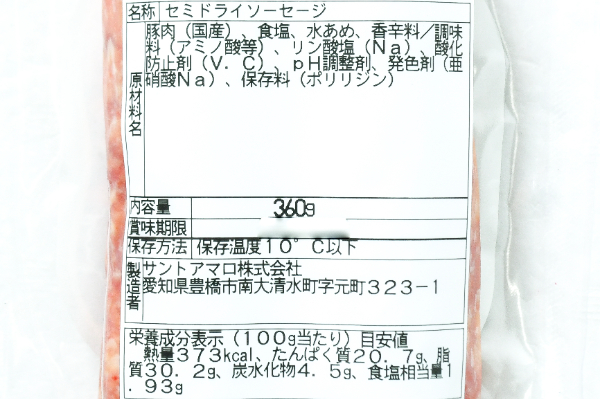 名称 セミドライソーセージ
原材料名 豚肉（国産）、食塩、水あめ、香辛料／調味
料（アミノ酸等）、リン酸塩（Ｎａ）、酸化
防止剤（Ｖ．Ｃ）、ｐＨ調整剤、発色剤（亜
硝酸Ｎａ）、保存料（ポリリジン）
内容量 360g
賞味期限
保存方法 保存温度１０°Ｃ以下
製造者 サントアマロ株式会社
愛知県豊橋市南大清水町字元町３２３－１
栄養成分表示（１００g当たり）目安値
熱量３７３kcal、たんぱく質２０．７g、脂
質３０．２g、炭水化物４．５g、食塩相当量１
．９３g